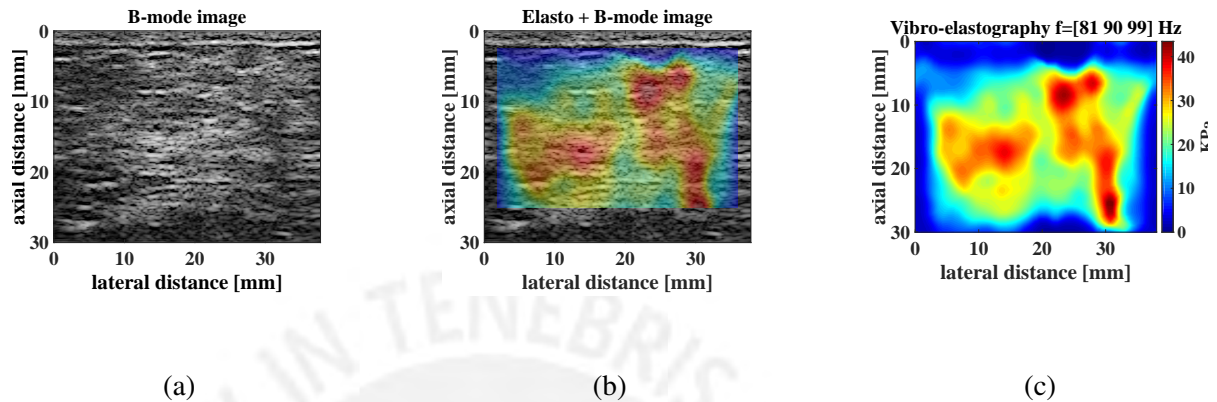 B-mode image
axial distance [mm]
0
10
20
30
0
10
20
30
lateral distance [mm]
(a)
Elasto + B-mode image
axial distance [mm]
0
10
20
30
0
10
20
30
lateral distance [mm]
(b)
Vibro-elastography f=[81 90 99] Hz
axial distance [mm]
0
10
20
30
0
10
20
30
lateral distance [mm]
40
30
20
10
0
KPa
(c)
IN TENEBRIS